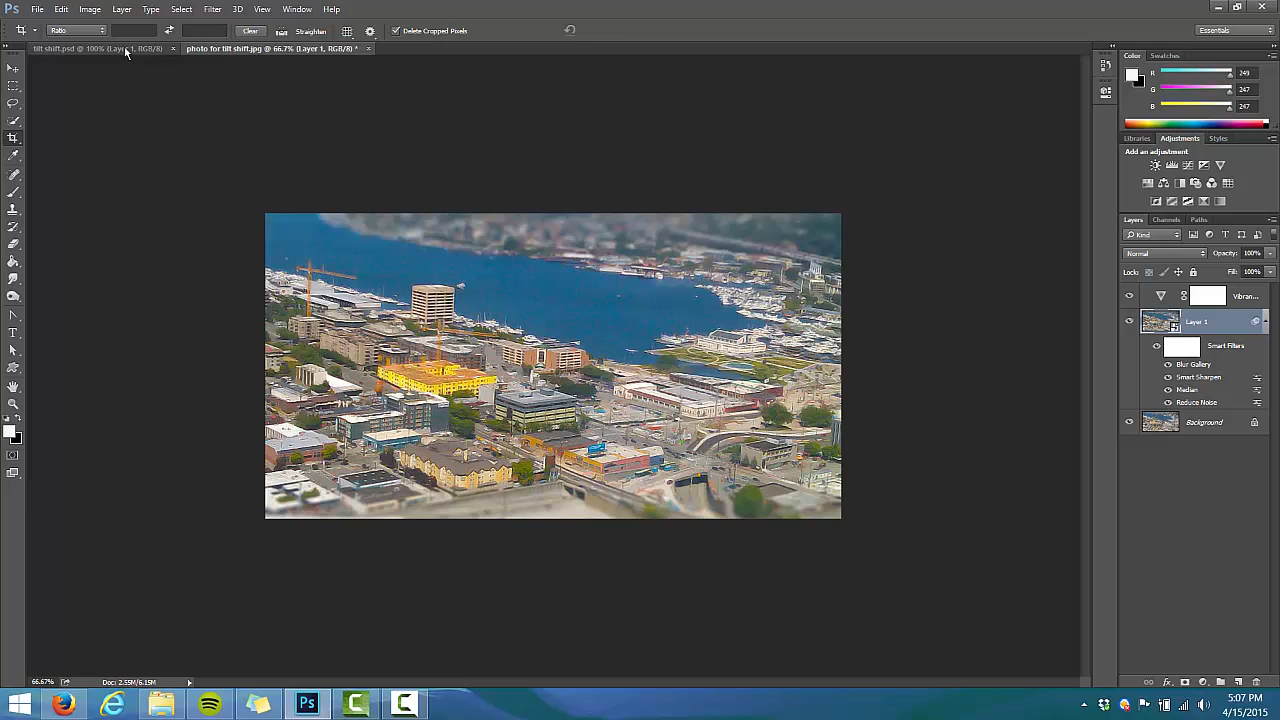 Ps File Edit Image Layer Type Select Filter 3D View Window Help
Ratio Clear Straighten Delete Cropped Pixels Essentials
tilt shift.psd @ 100% (Layer 1, RGB/8) × photo for tilt shift.jpg @ 66.7% (Layer 1, RGB/8) * ×
Color Swatches
R 249
G 247
B 247
Libraries Adjustments Styles
Add an adjustment
Layers Channels Paths
Kind
Normal Opacity: 100%
Locks: Fill: 100%
Vibran...
Layer 1
Smart Filters
Blur Gallery
Smart Sharpen
Median
Reduce Noise
Background
66.67% Doc: 2.55M/6.15M
Ps
5:07 PM
4/15/2015